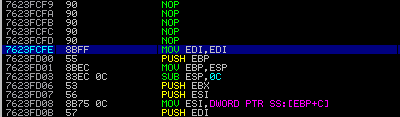 7623FCF9 90 NOP
7623FCFA 90 NOP
7623FCFB 90 NOP
7623FCFC 90 NOP
7623FCFD 90 NOP
7623FCFE 8BFF MOV EDI,EDI
7623FD00 55 PUSH EBP
7623FD01 8BEC MOV EBP,ESP
7623FD03 83EC 0C SUB ESP,0C
7623FD06 53 PUSH EBX
7623FD07 56 PUSH ESI
7623FD08 8B75 0C MOV ESI,DWORD PTR SS:[EBP+C]
7623FD0B 57 PUSH EDI